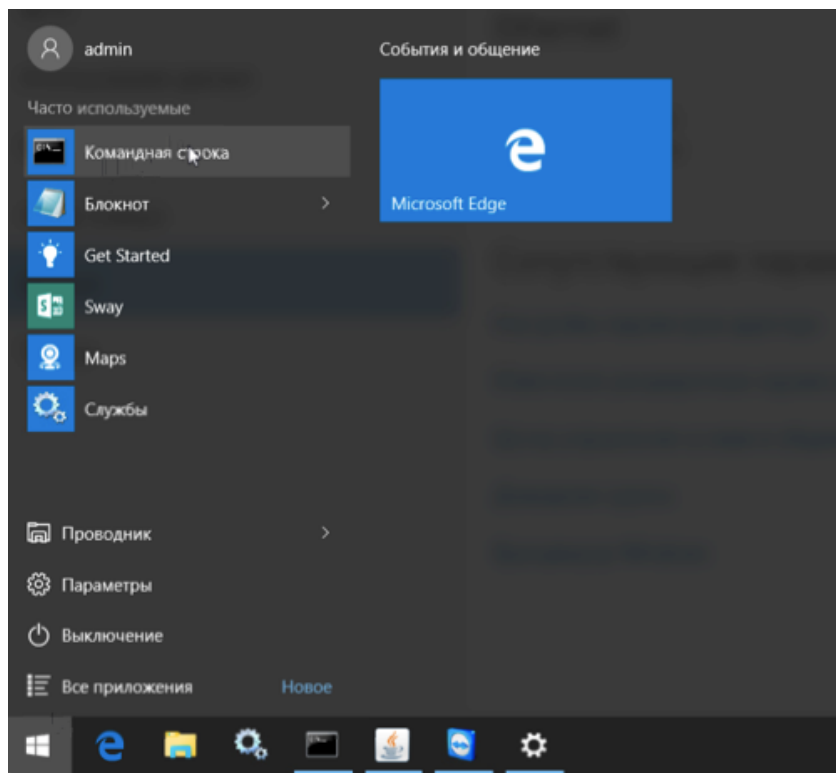 admin
События и общение
Часто используемые
Командная строка
Microsoft Edge
Блокнот
Get Started
Sway
Maps
Службы
Проводник
Параметры
Выключение
Все приложения
Новое